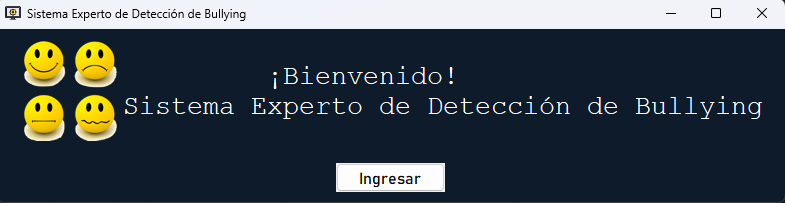 Sistema Experto de Detección de Bullying
¡Bienvenido!
Sistema Experto de Detección de Bullying
Ingresar